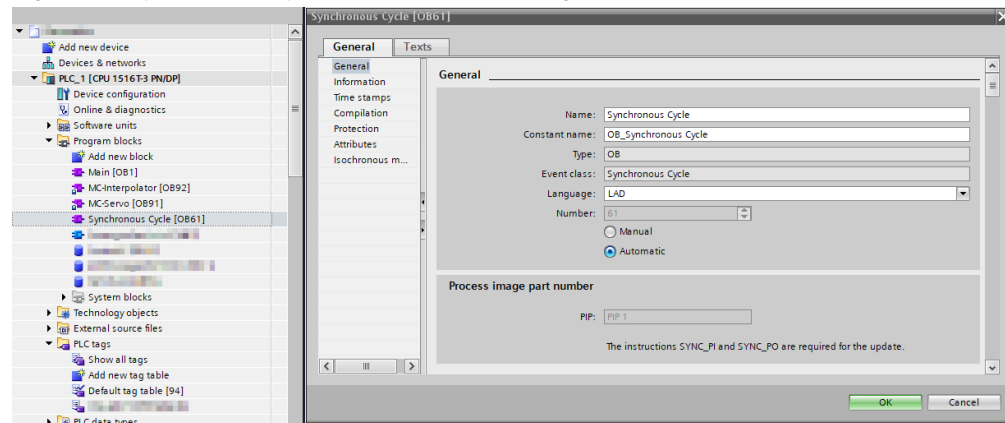 Add new device
Devices & networks
PLC_1 [CPU 1516T-3 PN/DP]
Device configuration
Online & diagnostics
Software units
Program blocks
Add new block
Main [OB1]
MC-Interpolator [OB92]
MC-Servo [OB91]
Synchronous Cycle [OB61]
System blocks
Technology objects
External source files
PLC tags
Show all tags
Add new tag table
Default tag table [94]
PLC data types
Synchronous Cycle [OB61]
General
Texts
General
Information
Time stamps
Compilation
Protection
Attributes
Isochronous m...
General
Name: Synchronous Cycle
Constant name: OB_Synchronous Cycle
Type: OB
Event class: Synchronous Cycle
Language: LAD
Number: 61
Manual
Automatic
Process image part number
PIP: PIP 1
The instructions SYNC_PI and SYNC_PO are required for the update.
OK
Cancel